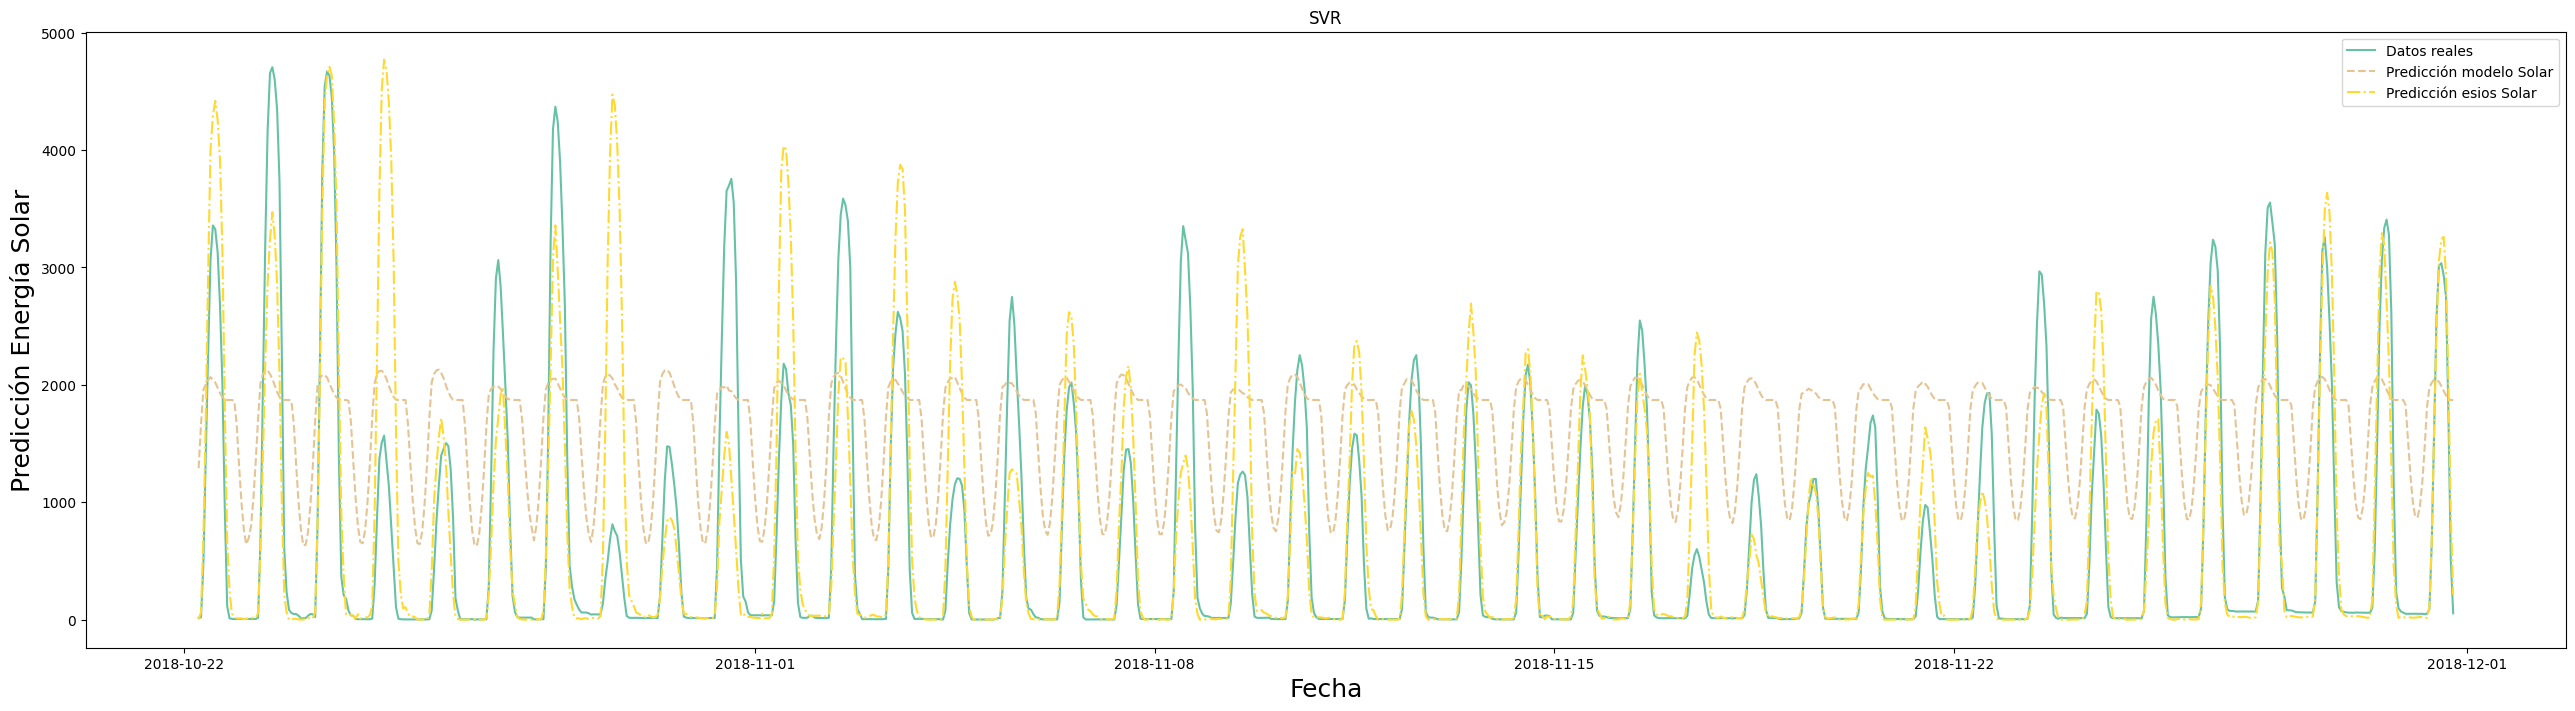 SVR
Predicción Energía Solar
5000
4000
3000
2000
1000
0
Datos reales
Predicción modelo Solar
Predicción esios Solar
2018-10-22
2018-11-01
2018-11-08
2018-11-15
2018-11-22
2018-12-01
Fecha